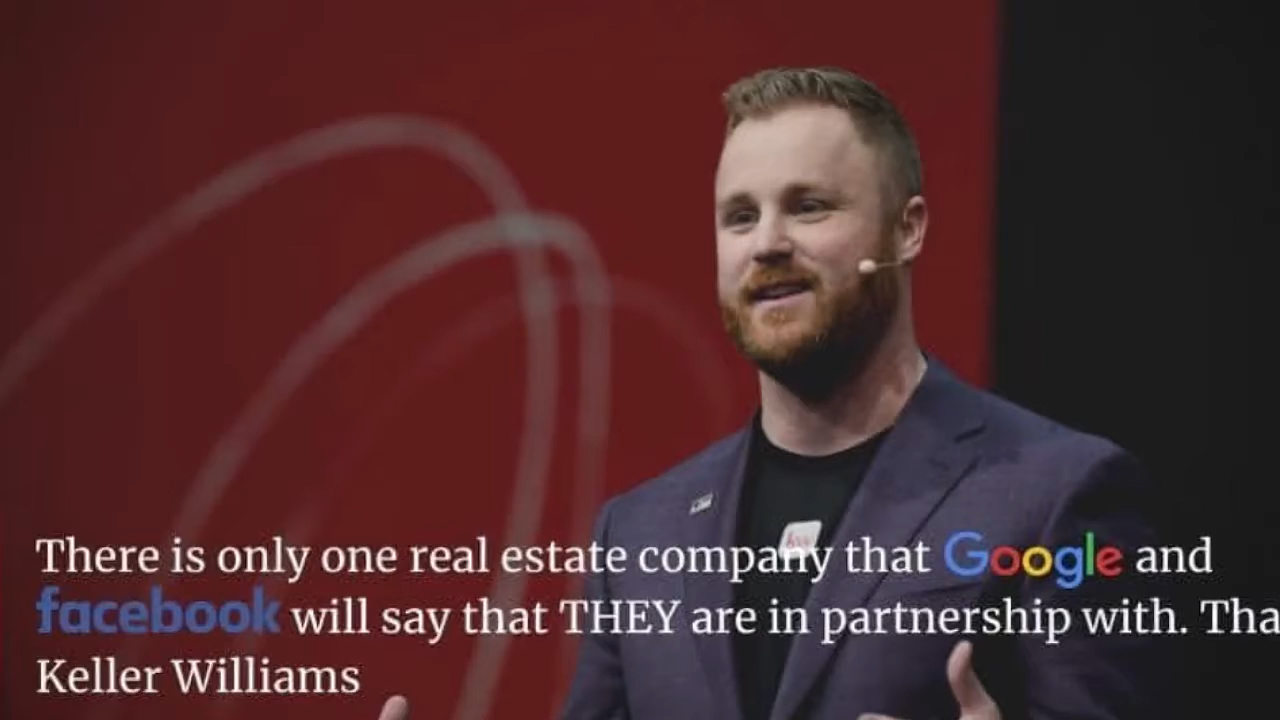 There is only one real estate company that Google and
facebook will say that THEY are in partnership with. Tha
Keller Williams
kw